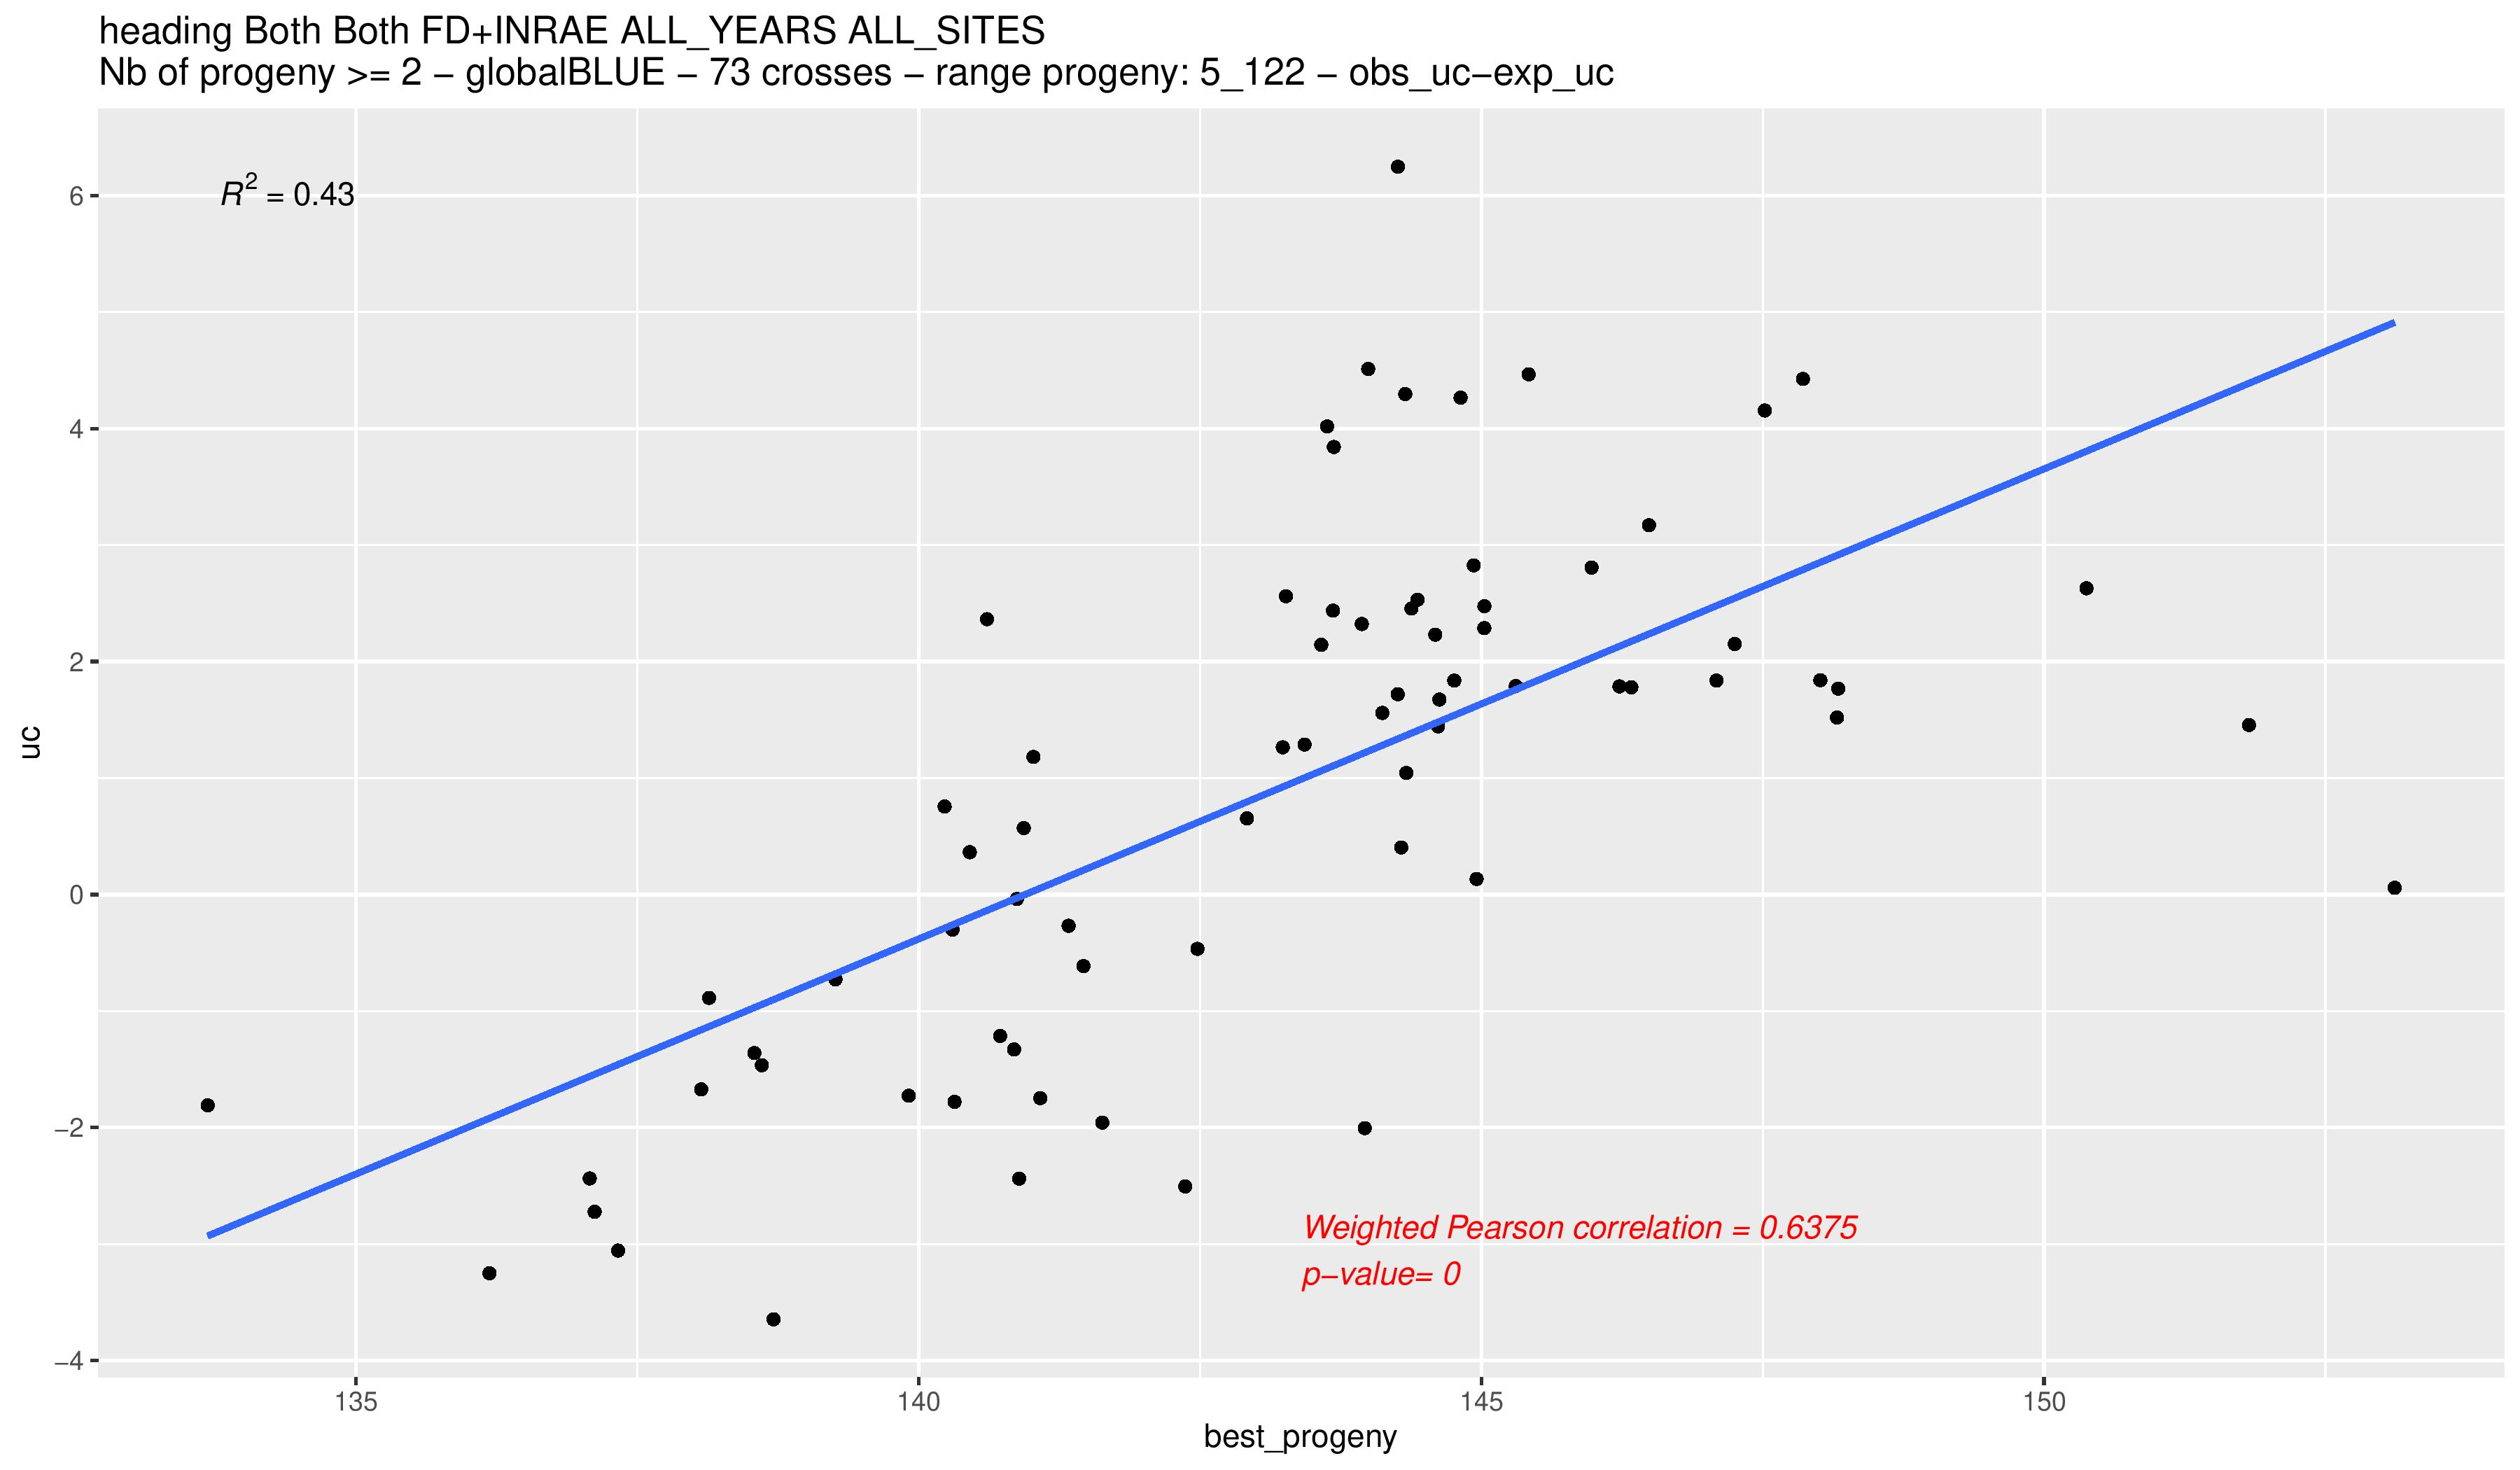 heading Both Both FD+INRAE ALL_YEARS ALL_SITES
Nb of progeny >= 2 − globalBLUE − 73 crosses − range progeny: 5_122 − obs_uc−exp_uc
R² = 0.43
6
4
2
0
−2
−4
uc
Weighted Pearson correlation = 0.6375
p−value= 0
135
140
145
150
best_progeny